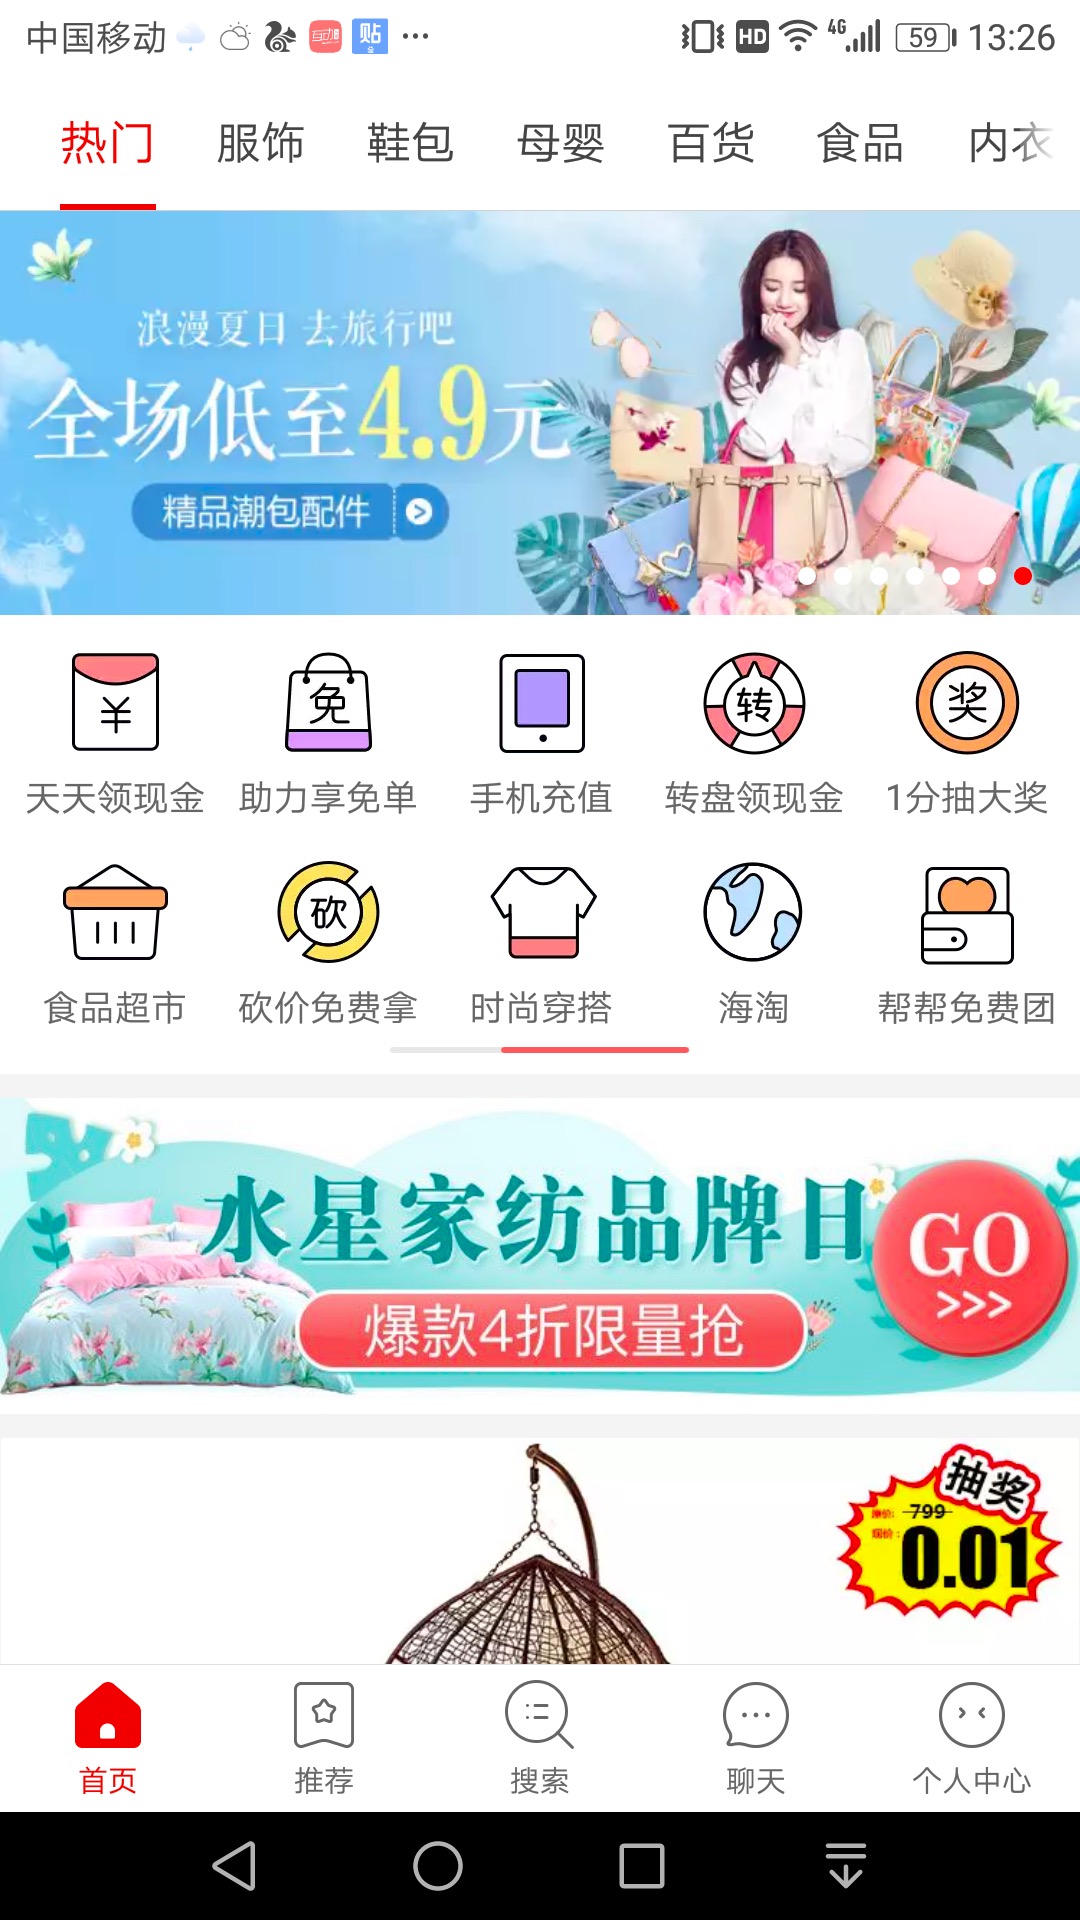 中国移动
贴
HD
4G
59
13:26
热门 服饰 鞋包 母婴 百货 食品 内衣
浪漫夏日 去旅行吧
全场低至4.9元
精品潮包配件
免
转
奖
天天领现金 助力享免单 手机充值 转盘领现金 1分抽大奖
砍
食品超市 砍价免费拿 时尚穿搭 海淘 帮帮免费团
水星家纺品牌日
GO
>>>
爆款4折限量抢
抽奖
原价: 799
现价: 0.01
首页 推荐 搜索 聊天 个人中心